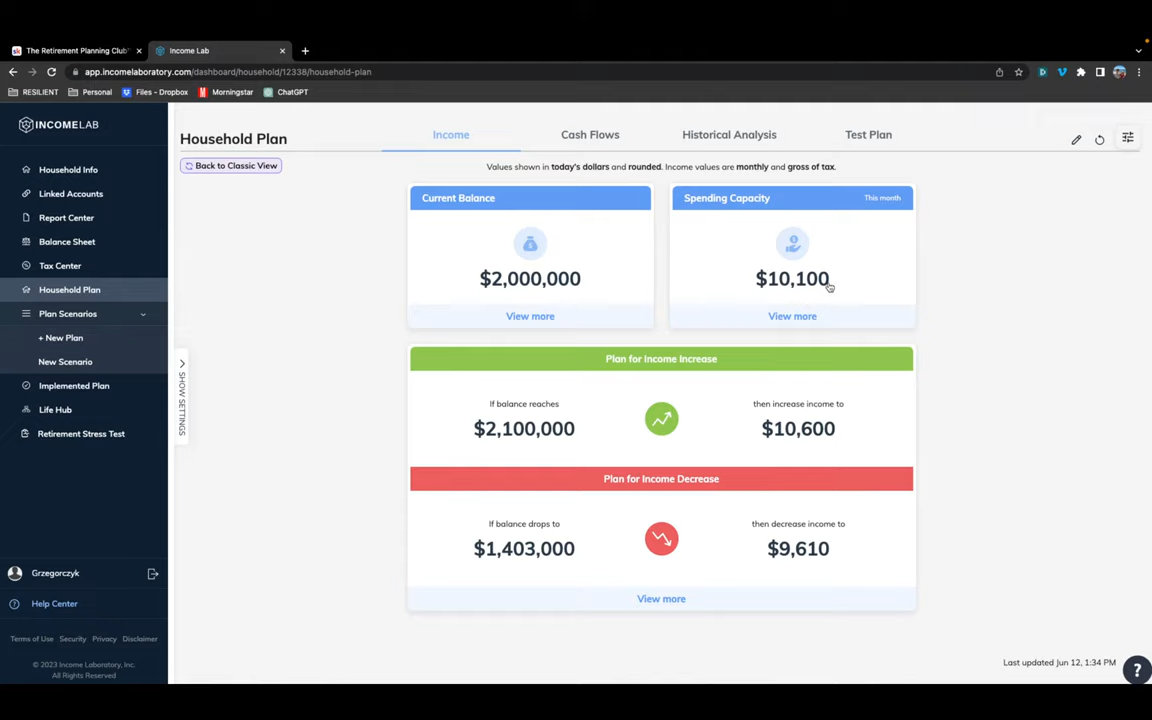 The Retirement Planning Club
Income Lab
app.incomelaboratory.com/dashboard/household/12338/household-plan
RESILIENT
Personal
Files - Dropbox
Morningstar
ChatGPT
INCOMELAB
Household Info
Linked Accounts
Report Center
Balance Sheet
Tax Center
Household Plan
Plan Scenarios
+ New Plan
New Scenario
Implemented Plan
Life Hub
Retirement Stress Test
Grzegorczyk
Help Center
Terms of Use Security Privacy Disclaimer
© 2023 Income Laboratory, Inc.
All Rights Reserved
SHOW SETTINGS
Household Plan
Back to Classic View
Income
Cash Flows
Historical Analysis
Test Plan
Values shown in today's dollars and rounded. Income values are monthly and gross of tax.
Current Balance
$2,000,000
View more
Spending Capacity
This month
$10,100
View more
Plan for Income Increase
If balance reaches
$2,100,000
then increase income to
$10,600
Plan for Income Decrease
If balance drops to
$1,403,000
then decrease income to
$9,610
View more
Last updated Jun 12, 1:34 PM
?